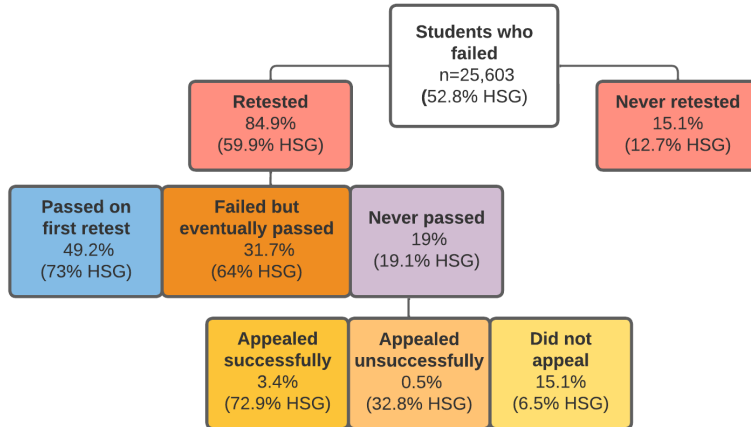 Students who
failed
n=25,603
(52.8% HSG)
Retested
84.9%
(59.9% HSG)
Never retested
15.1%
(12.7% HSG)
Passed on
first retest
49.2%
(73% HSG)
Failed but
eventually passed
31.7%
(64% HSG)
Never passed
19%
(19.1% HSG)
Appealed
successfully
3.4%
(72.9% HSG)
Appealed
unsuccessfully
0.5%
(32.8% HSG)
Did not
appeal
15.1%
(6.5% HSG)